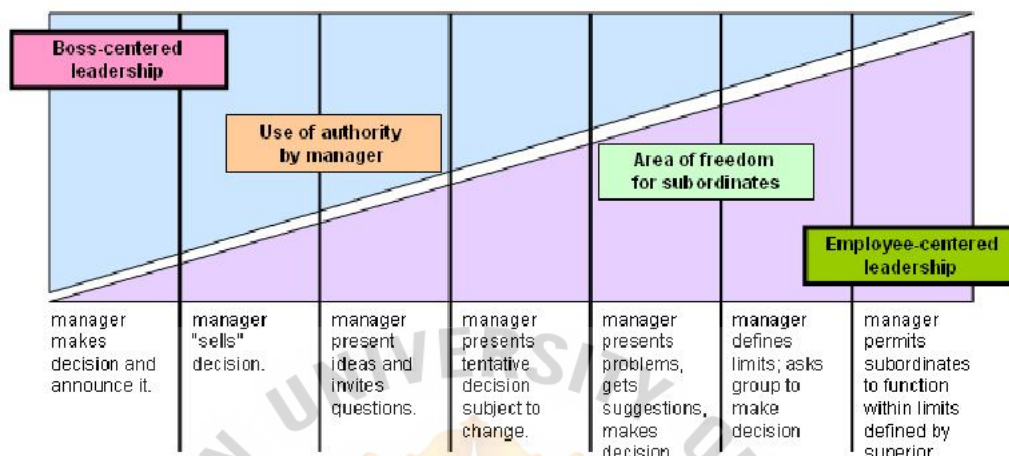 Boss-centered
leadership
Use of authority
by manager
Area of freedom
for subordinates
Employee-centered
leadership
manager
makes
decision and
announce it.
manager
"sells"
decision.
manager
present
ideas and
invites
questions.
manager
presents
tentative
decision
subject to
change.
manager
presents
problems,
gets
suggestions,
makes
decision
manager
defines
limits; asks
group to
make
decision
manager
permits
subordinates
to function
within limits
defined by
superior
UNIVERSITY